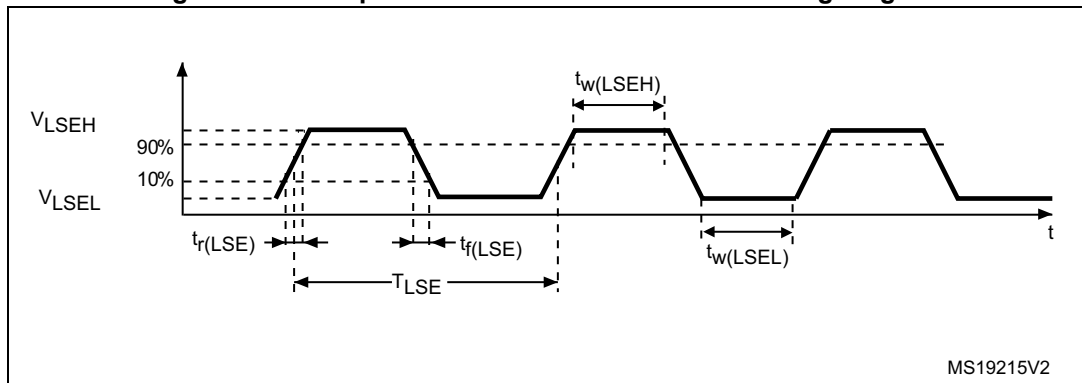 tw(LSEH)
VLSEH
90%
10%
VLSEL
tr(LSE)
tf(LSE)
tw(LSEL)
t
TLSE
MS19215V2